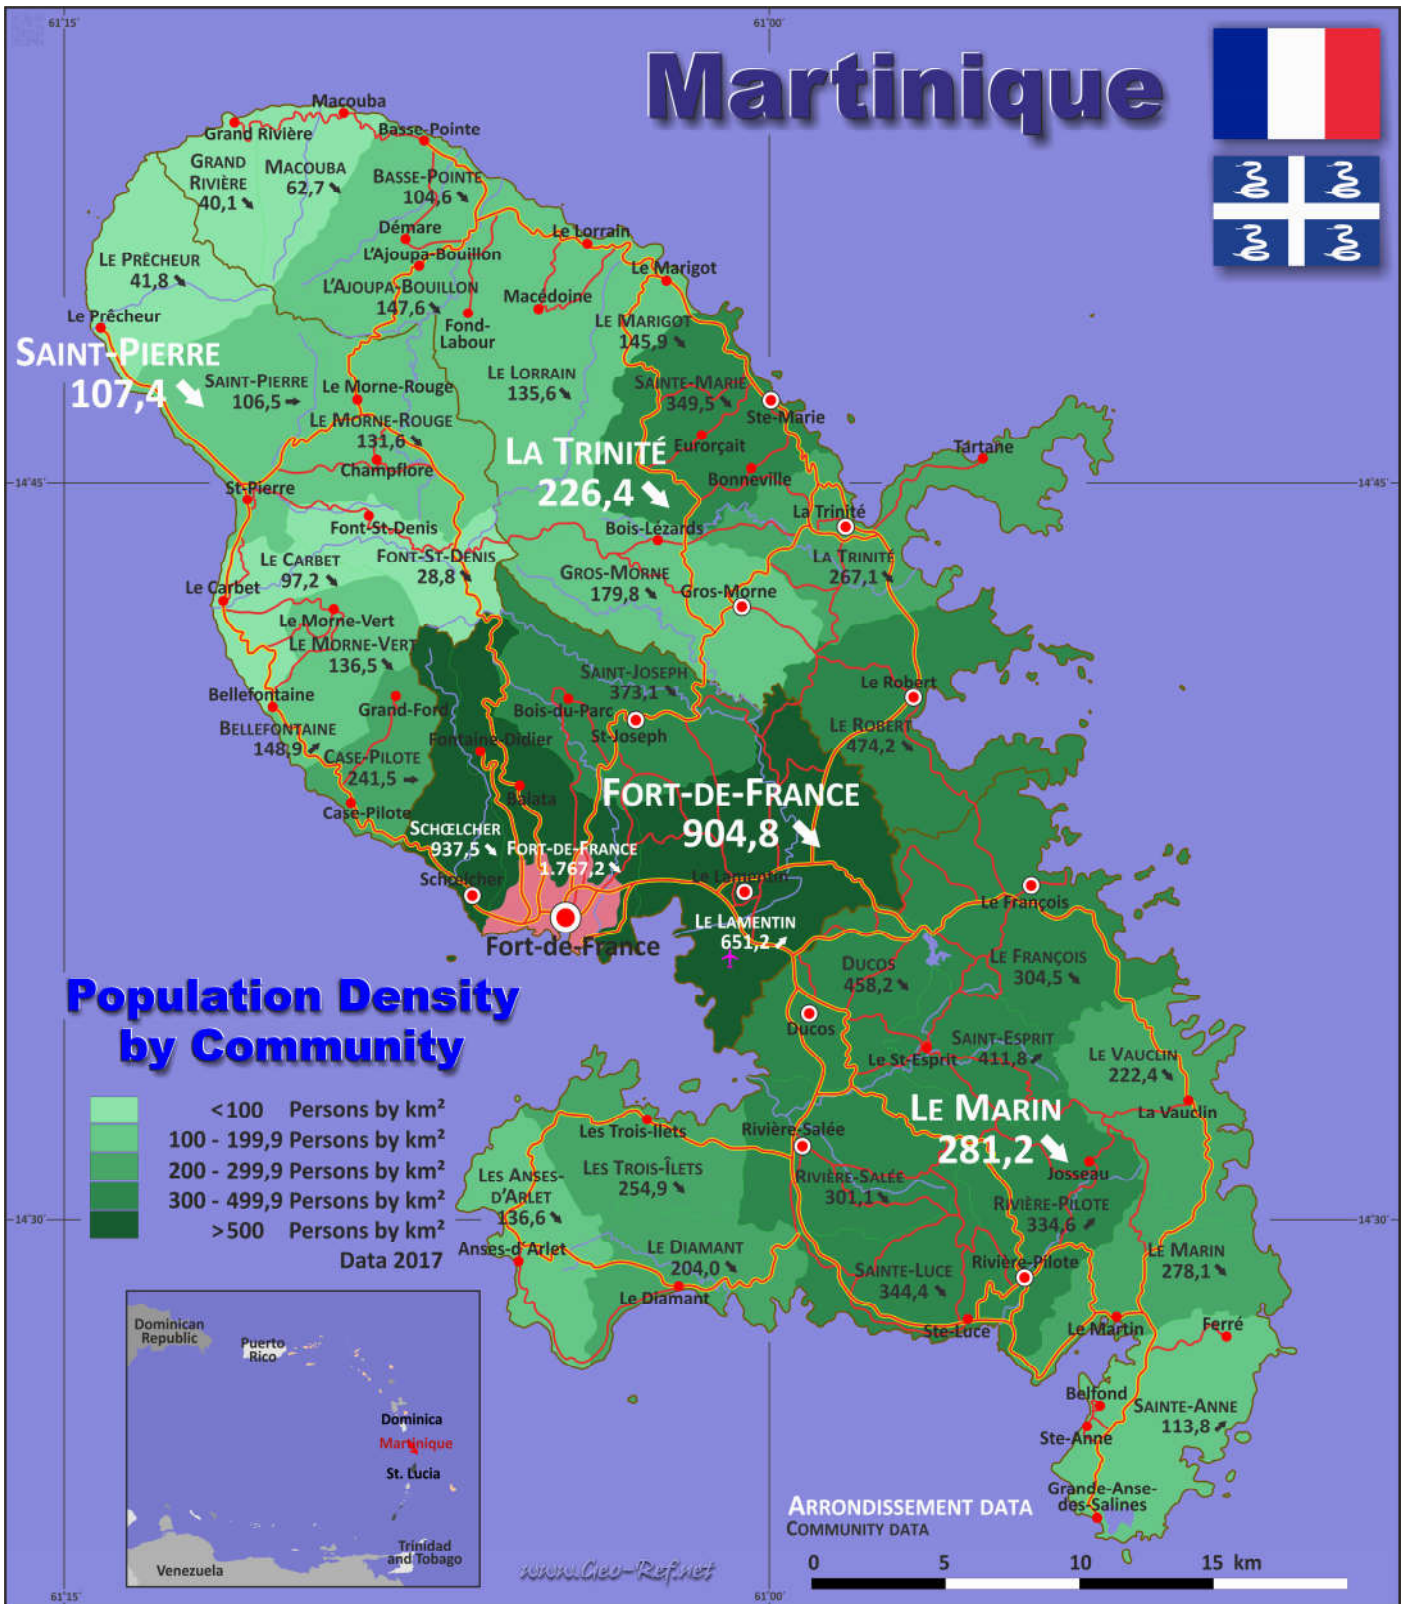 61°15'
61°00'
Martinique
Macouba
Grand Rivière
Basse-Pointe
GRAND
RIVIÈRE
40,1
MACOUBA
62,7
BASSE-POINTE
104,6
Démare
Le Lorrain
L'Ajoupa-Bouillon
LE PRÊCHEUR
41,8
Le Marigot
L'AJOUPA-BOUILLON
147,6
Macédoine
Le Prêcheur
Fond-
Labour
LE MARIGOT
145,9
SAINT-PIERRE
107,4
SAINT-PIERRE
106,5
Le Morne-Rouge
LE LORRAIN
135,6
SAINTE-MARIE
349,5
Ste-Marie
LE MORNE-ROUGE
131,6
Champflore
LA TRINITÉ
226,4
Eurorçait
Bonneville
Tartane
14°45'
14°45'
St-Pierre
Font-St-Denis
Bois-Lézards
La Trinité
LE CARBET
97,2
FONT-ST-DENIS
28,8
LA TRINITÉ
267,1
Le Carbet
GROS-MORNE
179,8
Gros-Morne
Le Morne-Vert
LE MORNE-VERT
136,5
SAINT-JOSEPH
373,1
Le Robert
Bellefontaine
Grand-Ford
Bois-du-Parc
St-Joseph
LE ROBERT
474,2
BELLEFONTAINE
148,9
Fontaine-Didier
CASE-PILOTE
241,5
Balata
Case-Pilote
FORT-DE-FRANCE
904,8
SCHŒLCHER
937,5
FORT-DE-FRANCE
1.767,2
Schœlcher
Le Lamentin
Le François
LE LAMENTIN
651,2
Fort-de-France
DUCOS
458,2
LE FRANÇOIS
304,5
Population Density
by Community
Ducos
SAINT-ESPRIT
411,8
Le St-Esprit
LE VAUCLIN
222,4
La Vauclin
<100 Persons by km²
100 - 199,9 Persons by km²
200 - 299,9 Persons by km²
300 - 499,9 Persons by km²
>500 Persons by km²
Data 2017
LE MARIN
281,2
Les Trois-Ilets
Rivière-Salée
LES ANSES-
D'ARLET
136,6
LES TROIS-ÎLETS
254,9
RIVIÈRE-SALÉE
301,1
Josseau
RIVIÈRE-PILOTE
334,6
14°30'
14°30'
Anses-d'Arlet
LE DIAMANT
204,0
Le Diamant
SAINTE-LUCE
344,4
Rivière-Pilote
LE MARIN
278,1
Ste-Luce
Le Martin
Ferré
Belfond
SAINTE-ANNE
113,8
Ste-Anne
Grande-Anse-
des-Salines
Dominican
Republic
Puerto
Rico
Dominica
Martinique
St. Lucia
Trinidad
and Tobago
Venezuela
ARRONDISSEMENT DATA
COMMUNITY DATA
www.Geo-Ref.net
0 5 10 15 km
61°15'
61°00'